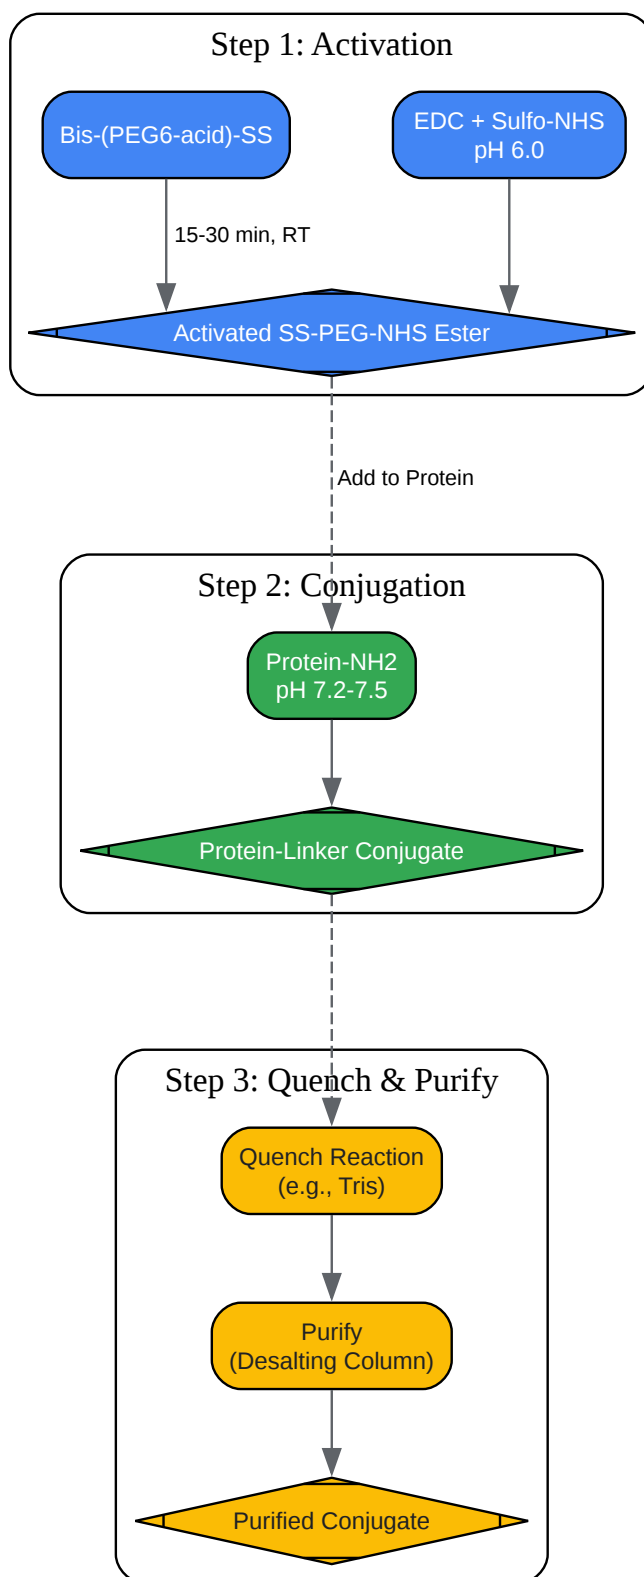 Step 1: Activation
Bis-(PEG6-acid)-SS
EDC + Sulfo-NHS
pH 6.0
15-30 min, RT
Activated SS-PEG-NHS Ester
Add to Protein
Step 2: Conjugation
Protein-NH2
pH 7.2-7.5
Protein-Linker Conjugate
Step 3: Quench & Purify
Quench Reaction
(e.g., Tris)
Purify
(Desalting Column)
Purified Conjugate